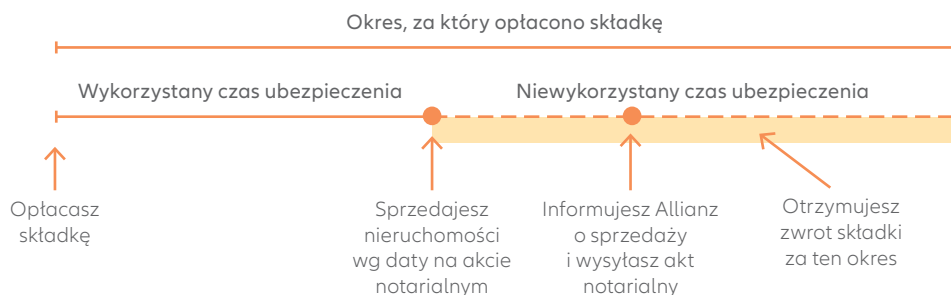 Okres, za który opłacono składkę
Wykorzystany czas ubezpieczenia
Niewykorzystany czas ubezpieczenia
Opłacasz
składkę
Sprzedajesz
nieruchomości
wg daty na akcie
notarialnym
Informujesz Allianz
o sprzedaży
i wysyłasz akt
notarialny
Otrzymujesz
zwrot składki
za ten okres